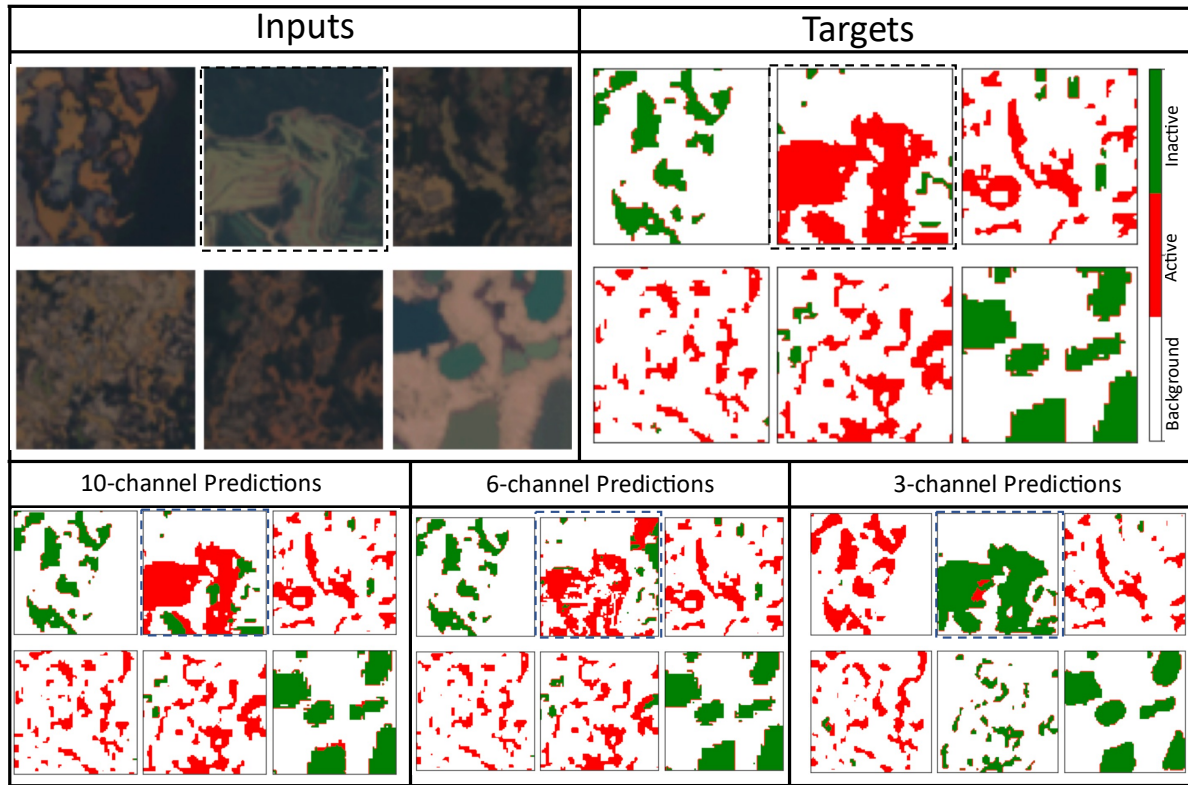 Inputs
Targets
Inactive
Active
Background
10-channel Predictions
6-channel Predictions
3-channel Predictions